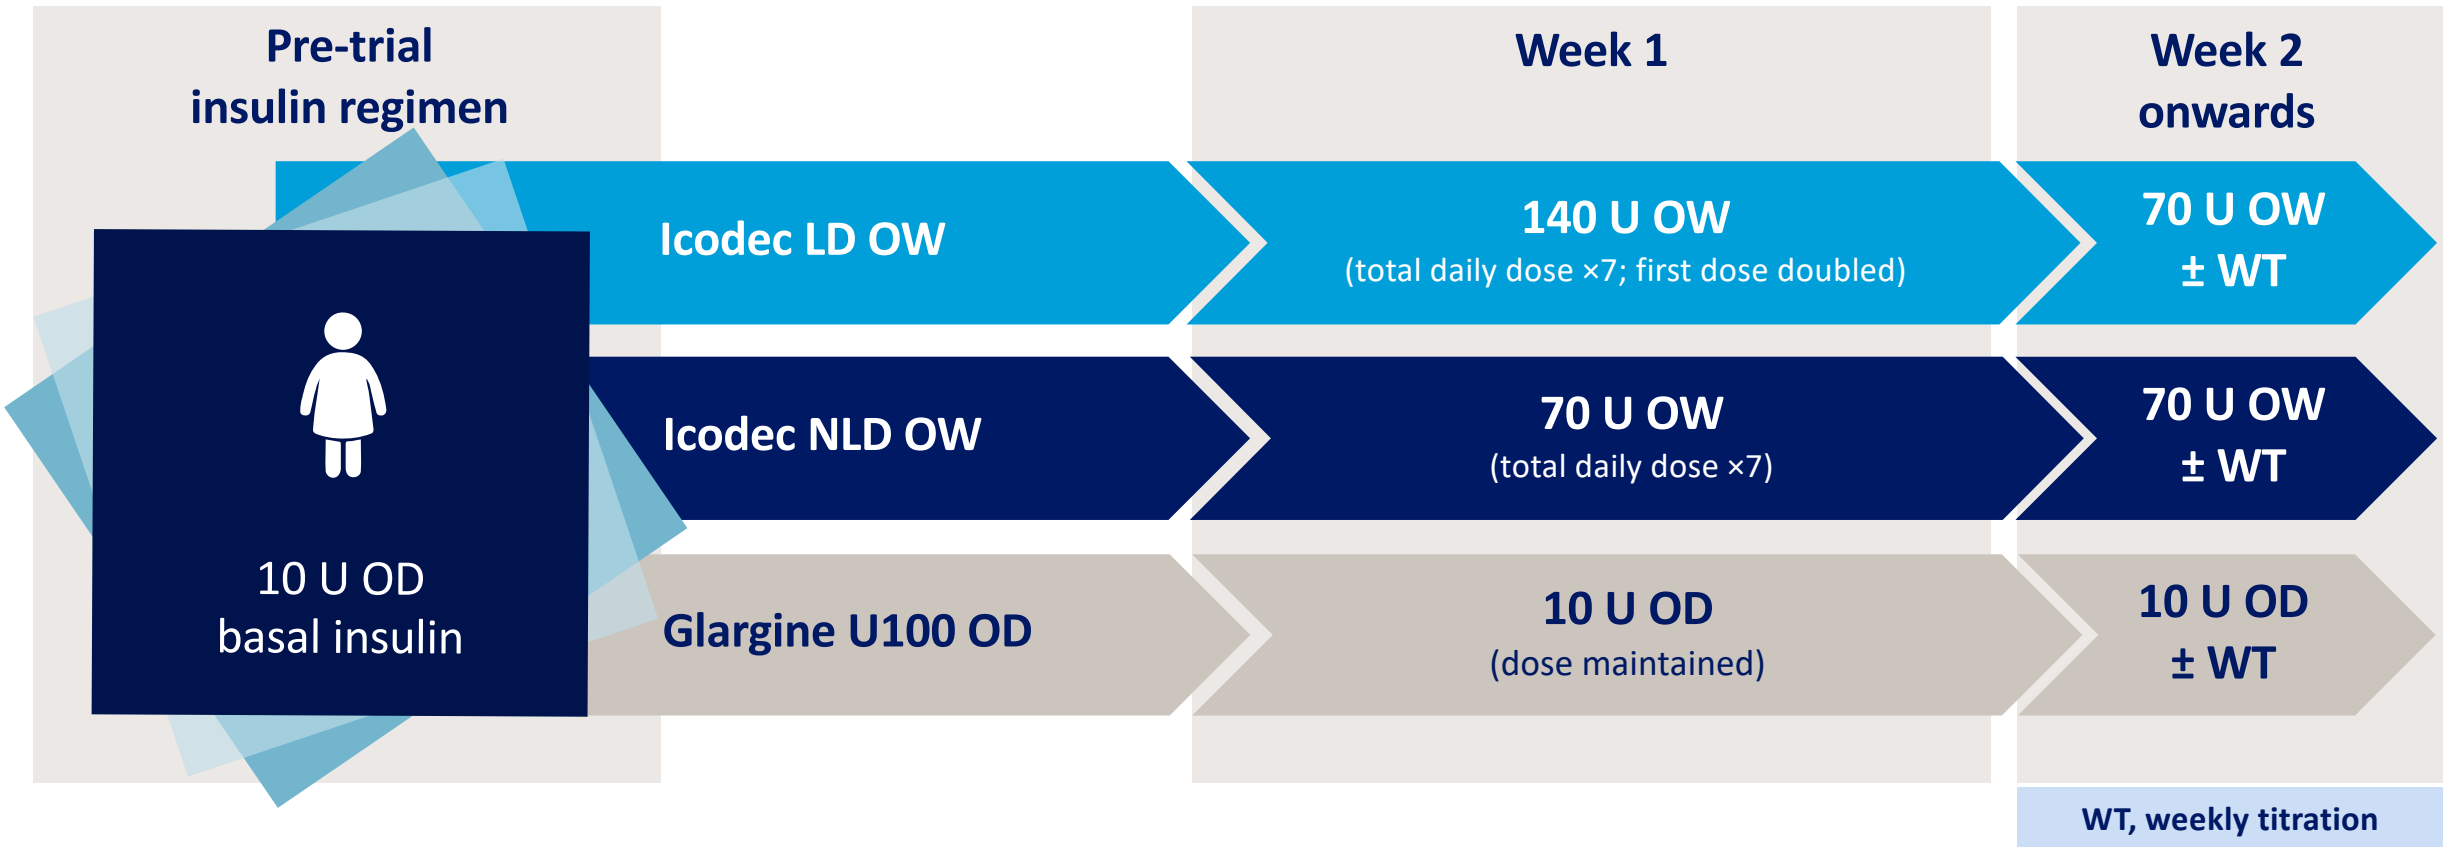 Pre-trial
insulin regimen
Week 1
Week 2
onwards
Icodec LD OW
140 U OW
(total daily dose ×7; first dose doubled)
70 U OW
± WT
Icodec NLD OW
70 U OW
(total daily dose ×7)
70 U OW
± WT
10 U OD
basal insulin
Glargine U100 OD
10 U OD
(dose maintained)
10 U OD
± WT
WT, weekly titration